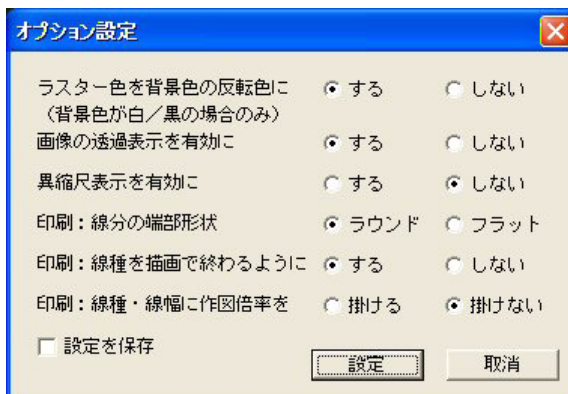 オプション設定
ラスター色を背景色の反転色に する しない
（背景色が白／黒の場合のみ）
画像の透過表示を有効に する しない
異縮尺表示を有効に する しない
印刷：線分の端部形状 ラウンド フラット
印刷：線種を描画で終わるように する しない
印刷：線種・線幅に作図倍率を 掛ける 掛けない
設定を保存
設定 取消